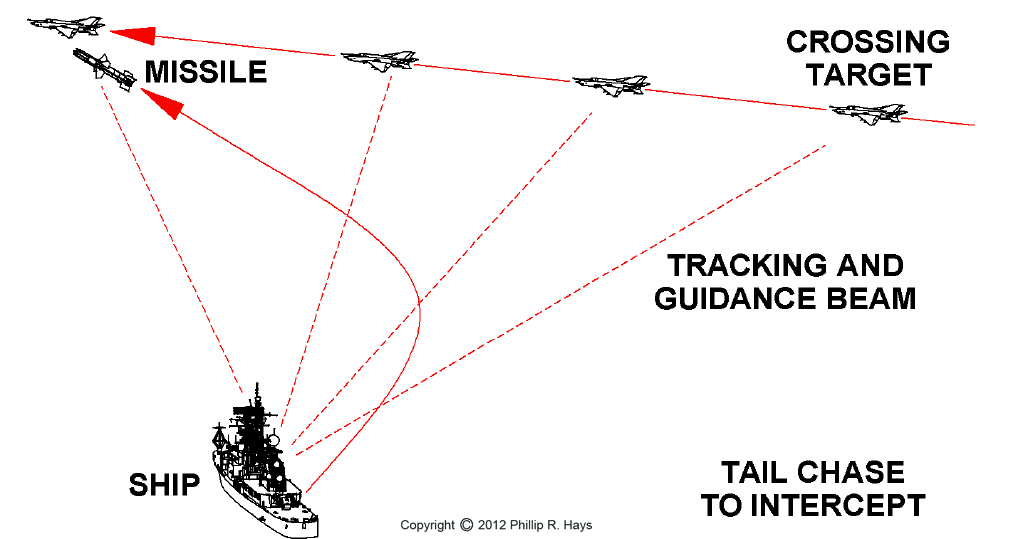 CROSSING
TARGET
MISSILE
TRACKING AND
GUIDANCE BEAM
SHIP
TAIL CHASE
TO INTERCEPT
Copyright © 2012 Phillip R. Hays